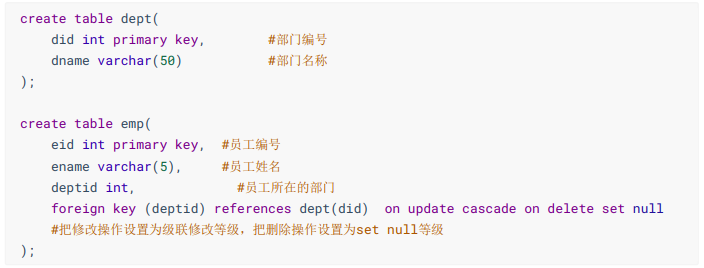 create table dept(
did int primary key, #部门编号
dname varchar(50) #部门名称
);
create table emp(
eid int primary key, #员工编号
ename varchar(5), #员工姓名
deptid int, #员工所在的部门
foreign key (deptid) references dept(did) on update cascade on delete set null
#把修改操作设置为级联修改等级，把删除操作设置为set null等级
);